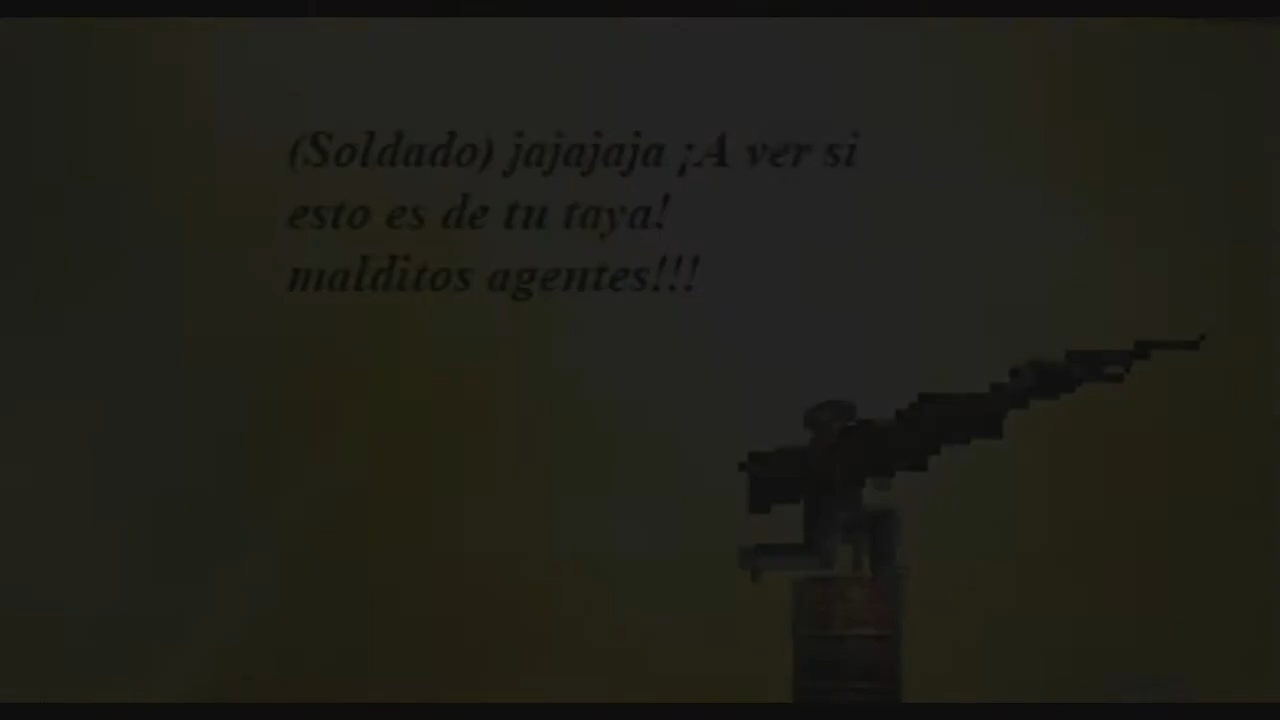 (Soldado) jajajaja ¡A ver si
esto es de tu taya!
malditos agentes!!!